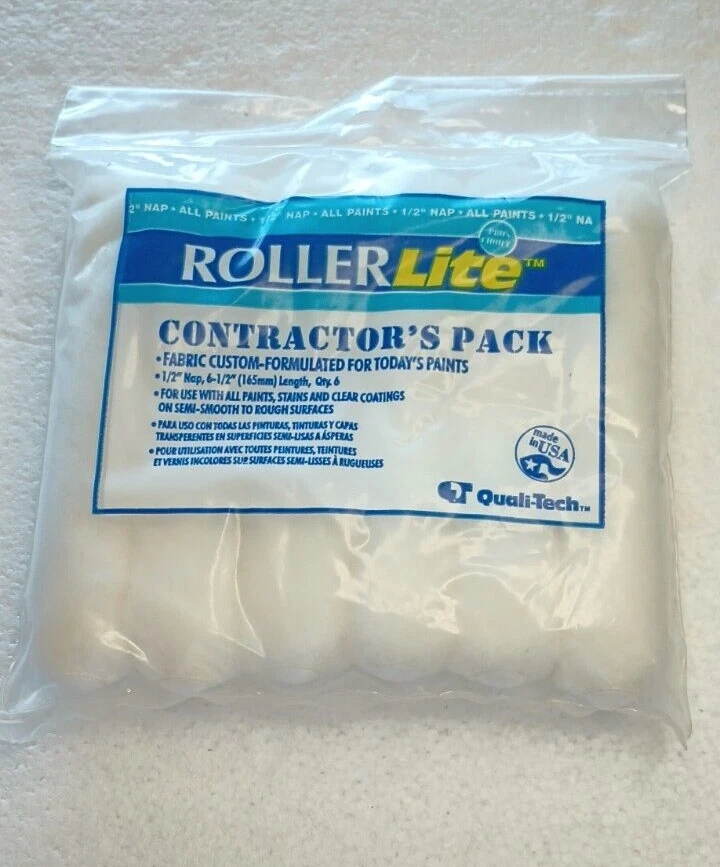 2" NAP • ALL PAINTS • 1/2" NAP • ALL PAINTS • 1/2" NAP • ALL PAINTS • 1/2" NA
ROLLERLite™
CONTRACTOR'S PACK
• FABRIC CUSTOM-FORMULATED FOR TODAY'S PAINTS
• 1/2" Nap, 6-1/2" (165mm) Length, Qty. 6
• FOR USE WITH ALL PAINTS, STAINS AND CLEAR COATINGS
ON SEMI-SMOOTH TO ROUGH SURFACES
• PARA USO CON TODAS LAS PINTURAS, TINTURAS Y CAPAS
TRANSPERENTES EN SUPERFICIES SEMI-LISAS A ÁSPERAS
• POUR UTILISATION AVEC TOUTES PEINTURES, TEINTURES
ET VERNIS INCOLORES SUR SURFACES SEMI-LISSES À RUGUEUSES
made
in USA
QT Quali-Tech™